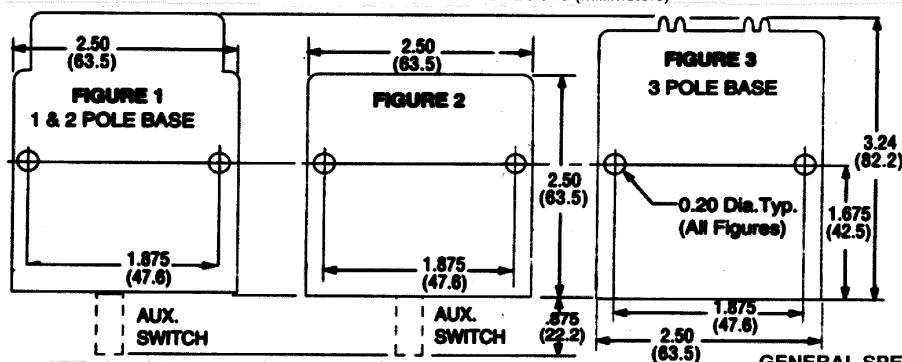 2.50
(63.5)
FIGURE 1
1 & 2 POLE BASE
1.875
(47.6)
AUX.
SWITCH
2.50
(63.5)
FIGURE 2
2.50
(63.5)
1.875
(47.6)
AUX.
SWITCH
.875
(22.2)
FIGURE 3
3 POLE BASE
3.24
(82.2)
0.20 Dia.Typ.
(All Figures)
1.675
(42.5)
1.875
(47.6)
2.50
(63.5)